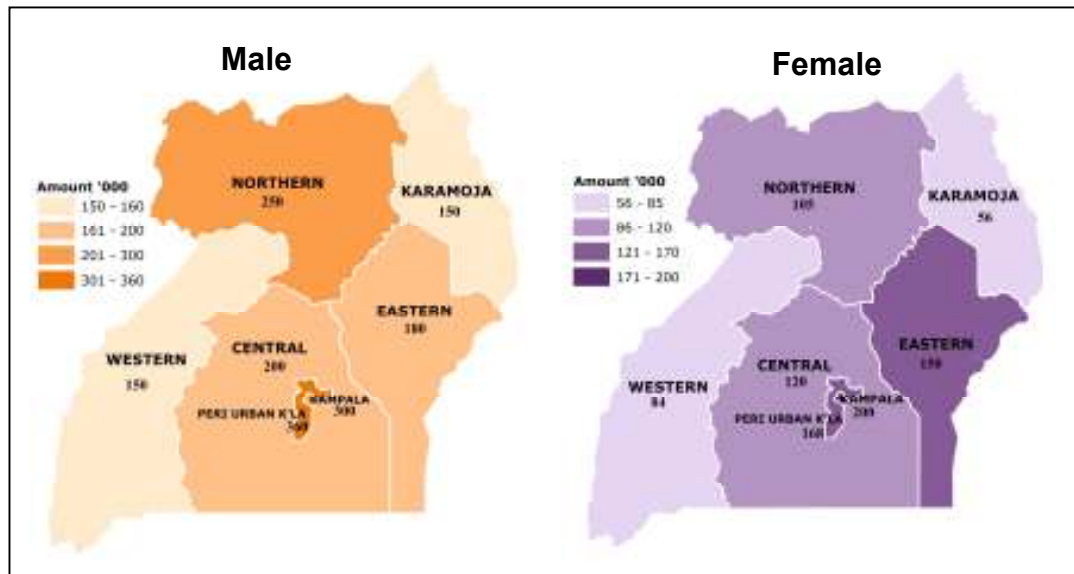 Male
Amount '000
150 - 160
161 - 200
201 - 300
301 - 360
NORTHERN
250
KARAMOJA
150
EASTERN
180
CENTRAL
200
WESTERN
150
KAMPALA
300
PERI URBAN K'LA
360
Female
Amount '000
56 - 85
86 - 120
121 - 170
171 - 200
NORTHERN
105
KARAMOJA
56
EASTERN
150
CENTRAL
120
WESTERN
84
KAMPALA
200
PERI URBAN K'LA
168